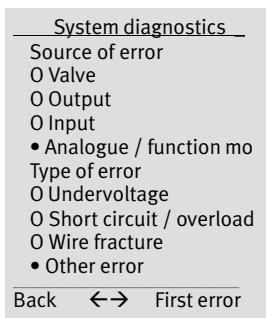 System diagnostics _
Source of error
O Valve
O Output
O Input
• Analogue / function mo
Type of error
O Undervoltage
O Short circuit / overload
O Wire fracture
• Other error
Back ←→ First error